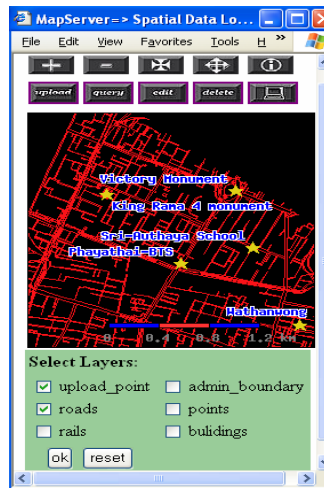 MapServer=> Spatial Data Lo...
File Edit View Favorites Tools H »
upload query edit delete
Victory Monument
King Rama 4 monument
Sri-Authaya School
Phayathai-BTS
Wathanwong
0 0.4 0.8 1.2 km
Select Layers:
upload_point admin_boundary
roads points
rails bulidings
ok reset